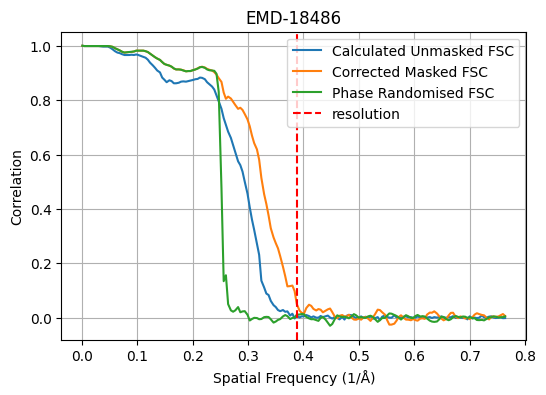 EMD-18486
Calculated Unmasked FSC
Corrected Masked FSC
Phase Randomised FSC
resolution
Correlation
1.0
0.8
0.6
0.4
0.2
0.0
0.0 0.1 0.2 0.3 0.4 0.5 0.6 0.7 0.8
Spatial Frequency (1/Å)